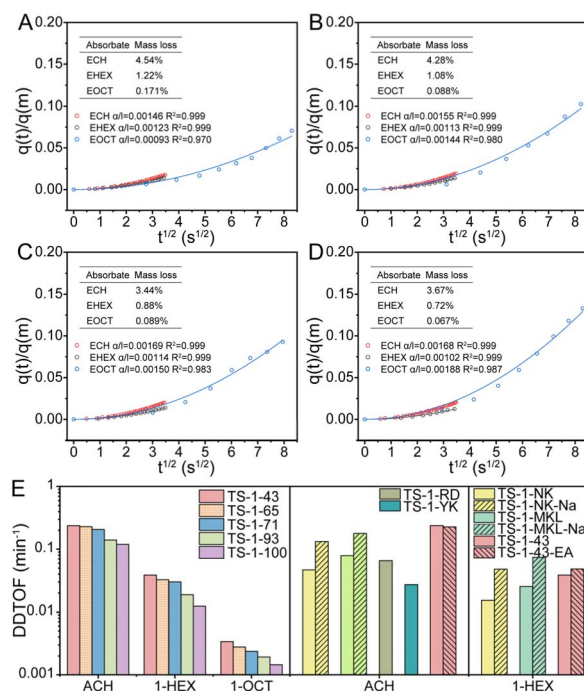 A
q(t)/q(m)
0.20
0.15
0.10
0.05
0.00
Absorbate Mass loss
ECH 4.54%
EHEX 1.22%
EOCT 0.171%
ECH α/l=0.00146 R²=0.999
EHEX α/l=0.00123 R²=0.999
EOCT α/l=0.00093 R²=0.970
0 1 2 3 4 5 6 7 8
t^1/2 (s^1/2)
B
q(t)/q(m)
0.20
0.15
0.10
0.05
0.00
Absorbate Mass loss
ECH 4.28%
EHEX 1.08%
EOCT 0.088%
ECH α/l=0.00155 R²=0.999
EHEX α/l=0.00113 R²=0.999
EOCT α/l=0.00144 R²=0.980
0 1 2 3 4 5 6 7 8
t^1/2 (s^1/2)
C
q(t)/q(m)
0.20
0.15
0.10
0.05
0.00
Absorbate Mass loss
ECH 3.44%
EHEX 0.88%
EOCT 0.089%
ECH α/l=0.00169 R²=0.999
EHEX α/l=0.00114 R²=0.999
EOCT α/l=0.00150 R²=0.983
0 1 2 3 4 5 6 7 8
t^1/2 (s^1/2)
D
q(t)/q(m)
0.20
0.15
0.10
0.05
0.00
Absorbate Mass loss
ECH 3.67%
EHEX 0.72%
EOCT 0.067%
ECH α/l=0.00168 R²=0.999
EHEX α/l=0.00102 R²=0.999
EOCT α/l=0.00188 R²=0.987
0 1 2 3 4 5 6 7 8
t^1/2 (s^1/2)
E
DDTOF (min⁻¹)
1
0.1
0.01
0.001
TS-1-43
TS-1-65
TS-1-71
TS-1-93
TS-1-100
TS-1-RD
TS-1-YK
TS-1-NK
TS-1-NK-Na
TS-1-MKL
TS-1-MKL-Na
TS-1-43
TS-1-43-EA
ACH 1-HEX 1-OCT ACH 1-HEX